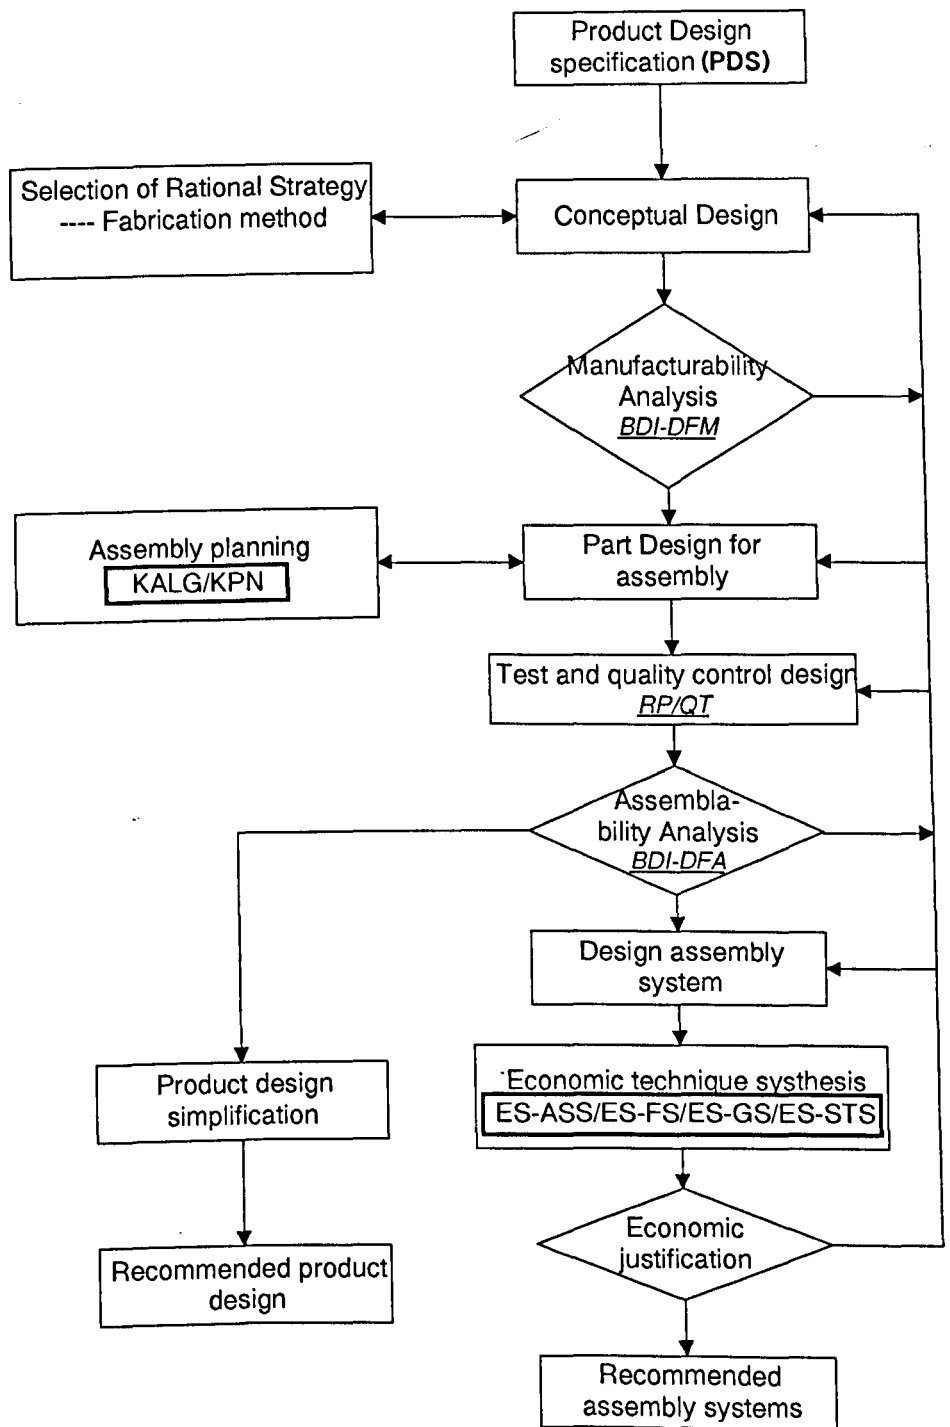 Product Design
specification (PDS)
Selection of Rational Strategy
---- Fabrication method
Conceptual Design
Manufacturability
Analysis
BDI-DFM
Assembly planning
KALG/KPN
Part Design for
assembly
Test and quality control design
RP/QT
Assembla-
bility Analysis
BDI-DFA
Design assembly
system
Product design
simplification
Economic technique systhesis
ES-ASS/ES-FS/ES-GS/ES-STS
Recommended product
design
Economic
justification
Recommended
assembly systems